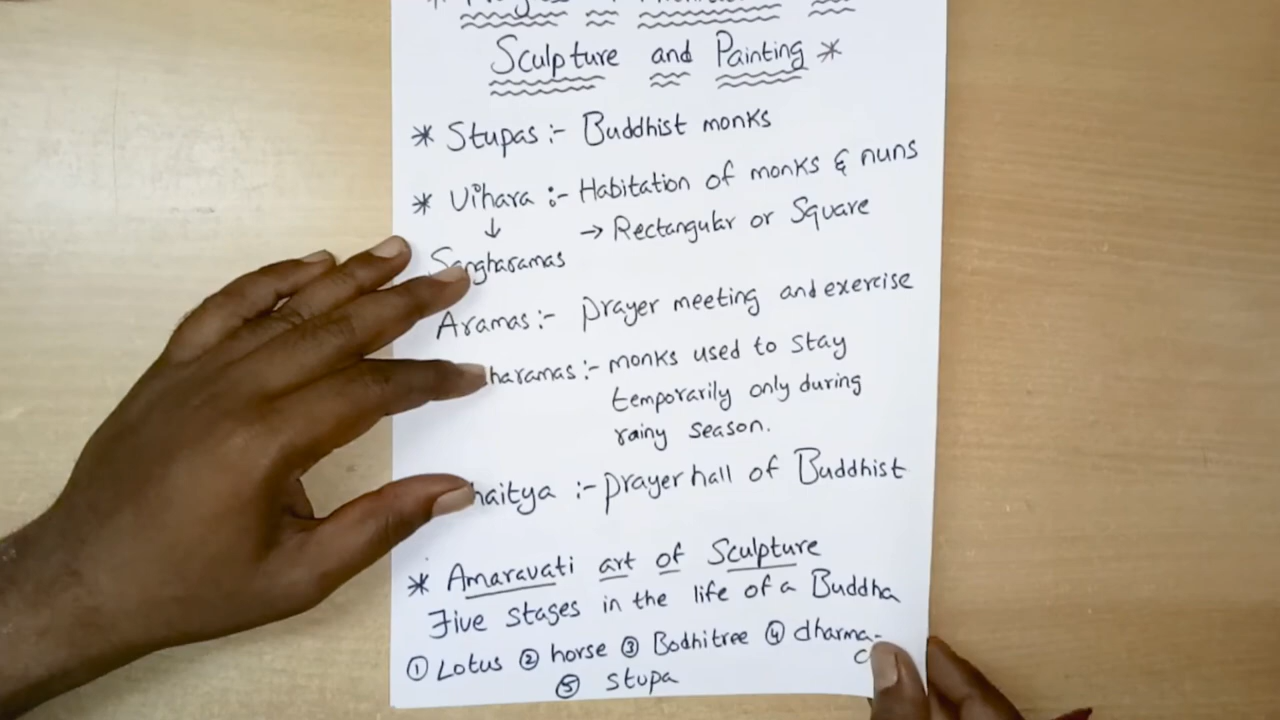 Sculpture and Painting *
* Stupas :- Buddhist monks
* Vihara :- Habitation of monks & nuns
↓ → Rectangular or Square
Sangharamas
Aramas :- prayer meeting and exercise
haramas :- monks used to stay
temporarily only during
rainy season.
haitya :- prayer hall of Buddhist
* Amaravati art of Sculpture
Five stages in the life of a Buddha
① Lotus ② horse ③ Bodhitree ④ dharma-
⑤ stupa